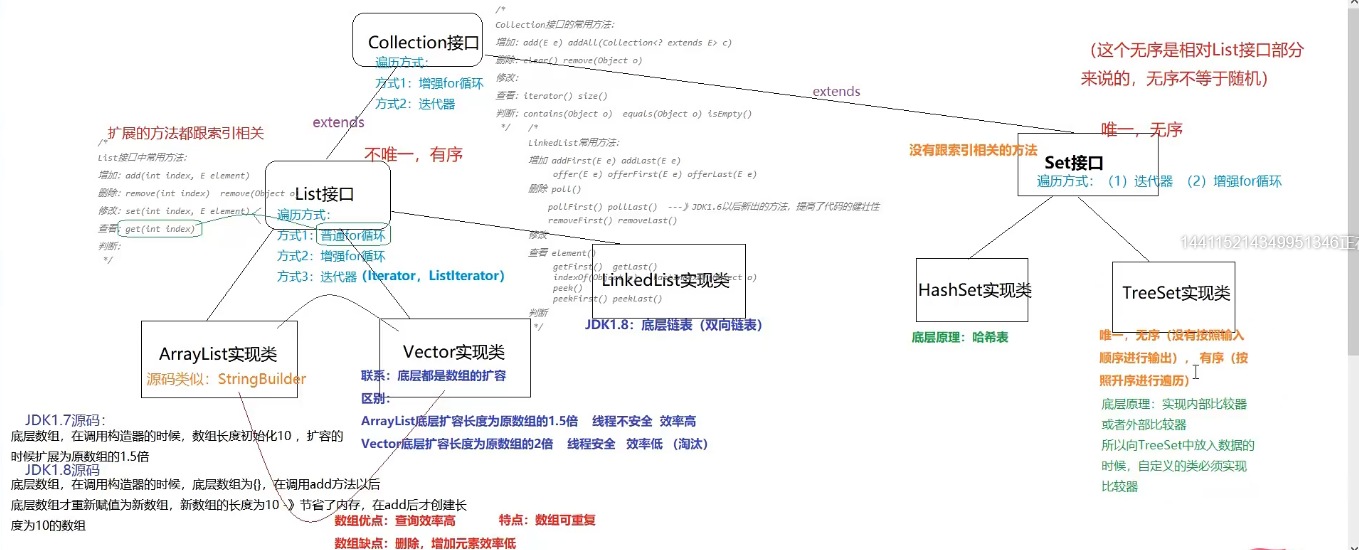 Collection接口
遍历方式:
方式1:增强for循环
方式2:迭代器
/*
Collection接口的常用方法:
增加:add(E e) addAll(Collection<? extends E> c)
删除:clear() remove(Object o)
修改:
查看:iterator() size()
判断:contains(Object o) equals(Object o) isEmpty()
*/
extends
extends
(这个无序是相对List接口部分
来说的,无序不等于随机)
唯一,无序
没有跟索引相关的方法
Set接口
遍历方式:(1)迭代器 (2)增强for循环
扩展的方法都跟索引相关
/*
List接口中常用方法:
增加:add(int index, E element)
删除:remove(int index) remove(Object o
修改:set(int index, E element)
查看:get(int index)
判断:
*/
不唯一,有序
List接口
遍历方式:
方式1:普通for循环
方式2:增强for循环
方式3:迭代器(Iterator,ListIterator)
/*
LinkedList常用方法:
增加 addFirst(E e) addLast(E e)
offer(E e) offerFirst(E e) offerLast(E e)
删除 poll()
pollFirst() pollLast() ---》JDK1.6以后新出的方法,提高了代码的健壮性
removeFirst() removeLast()
修改
查看 element()
getFirst() getLast()
indexOf(Object o)
peek()
peekFirst() peekLast()
判断
*/
LinkedList实现类
JDK1.8:底层链表(双向链表)
144115214349951346正在
HashSet实现类
底层原理:哈希表
TreeSet实现类
唯一,无序(没有按照输入
顺序进行输出),有序(按
照升序进行遍历)
底层原理:实现内部比较器
或者外部比较器
所以向TreeSet中放入数据的
时候,自定义的类必须实现
比较器
ArrayList实现类
源码类似:StringBuilder
Vector实现类
联系:底层都是数组的扩容
区别:
ArrayList底层扩容长度为原数组的1.5倍 线程不安全 效率高
Vector底层扩容长度为原数组的2倍 线程安全 效率低 (淘汰)
JDK1.7源码:
底层数组,在调用构造器的时候,数组长度初始化10 ,扩容的
时候扩展为原数组的1.5倍
JDK1.8源码
底层数组,在调用构造器的时候,底层数组为{},在调用add方法以后
底层数组才重新赋值为新数组,新数组的长度为10 -》节省了内存,在add后才创建长
度为10的数组
数组优点:查询效率高 特点:数组可重复
数组缺点:删除,增加元素效率低